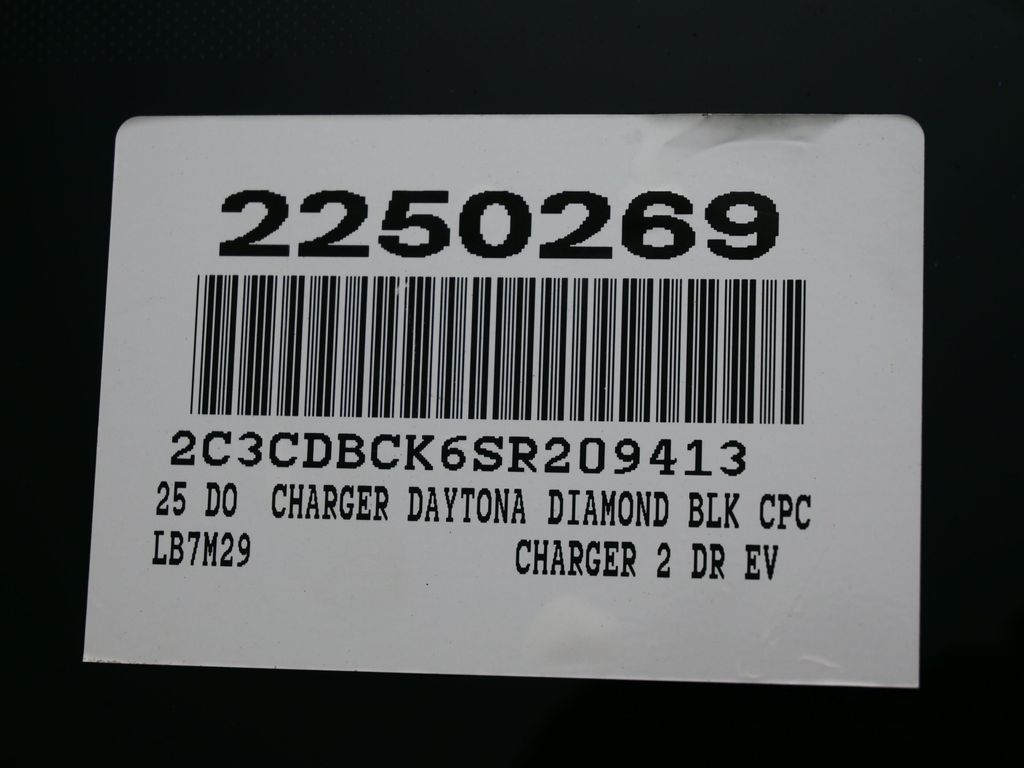 2250269
2C3CDBCK6SR209413
25 DO CHARGER DAYTONA DIAMOND BLK CPC
LB7M29 CHARGER 2 DR EV